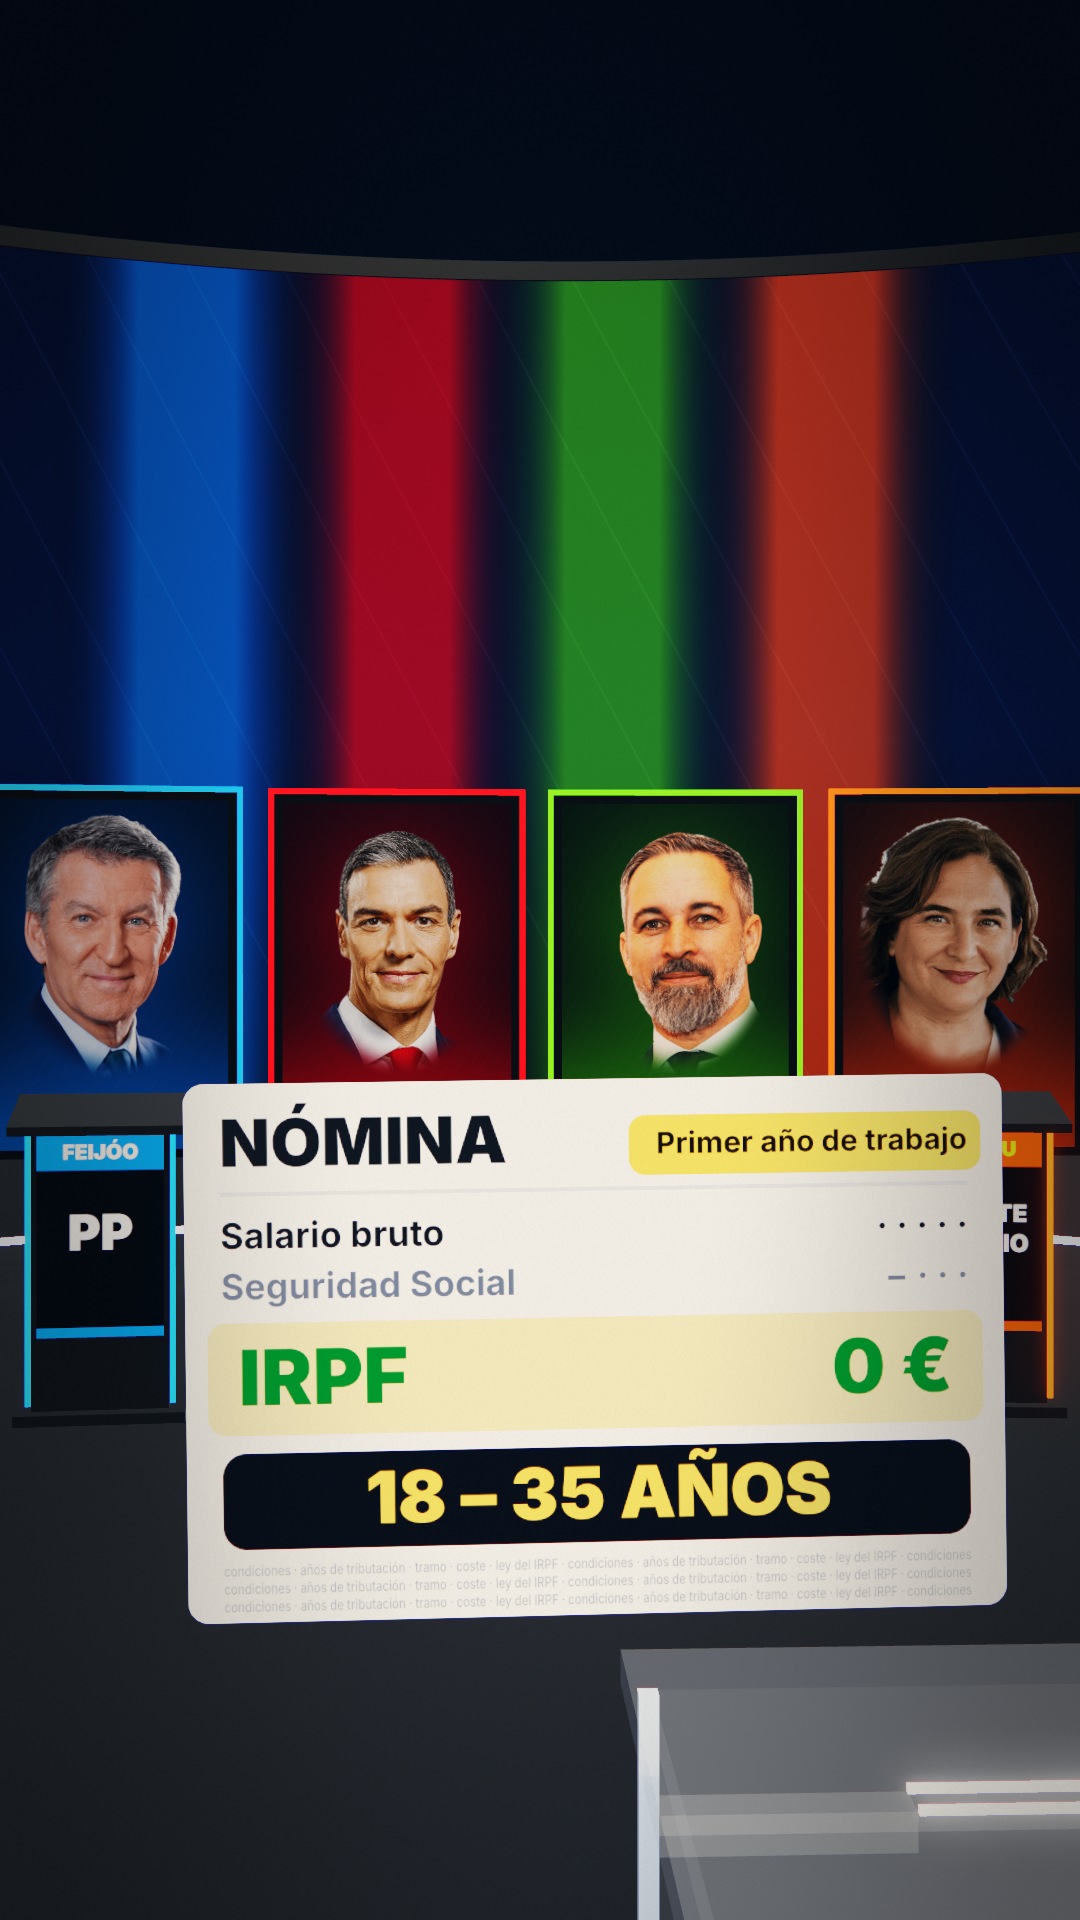 FEIJÓO
PP
NÓMINA
Primer año de trabajo
Salario bruto
· · · · ·
Seguridad Social
– · · ·
IRPF
0 €
18 – 35 AÑOS
condiciones · años de tributación · tramo · coste · ley del IRPF · condiciones · años de tributación · tramo · coste · ley del IRPF · condiciones
condiciones · años de tributación · tramo · coste · ley del IRPF · condiciones · años de tributación · tramo · coste · ley del IRPF · condiciones
condiciones · años de tributación · tramo · coste · ley del IRPF · condiciones · años de tributación · tramo · coste · ley del IRPF · condiciones
U
TE
IO